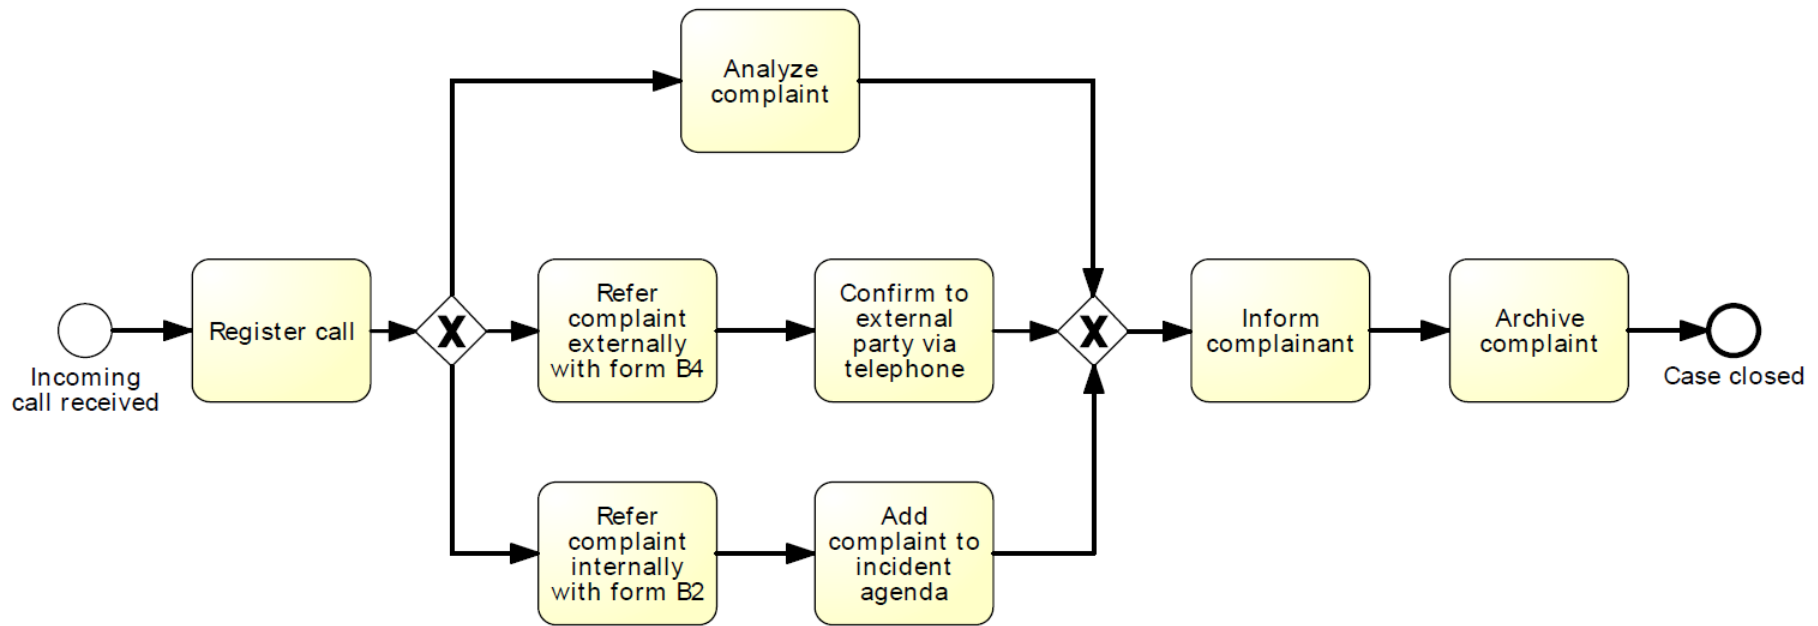 Analyze
complaint
Incoming
call received
Register call
X
Refer
complaint
externally
with form B4
Confirm to
external
party via
telephone
X
Inform
complainant
Archive
complaint
Case closed
Refer
complaint
internally
with form B2
Add
complaint to
incident
agenda